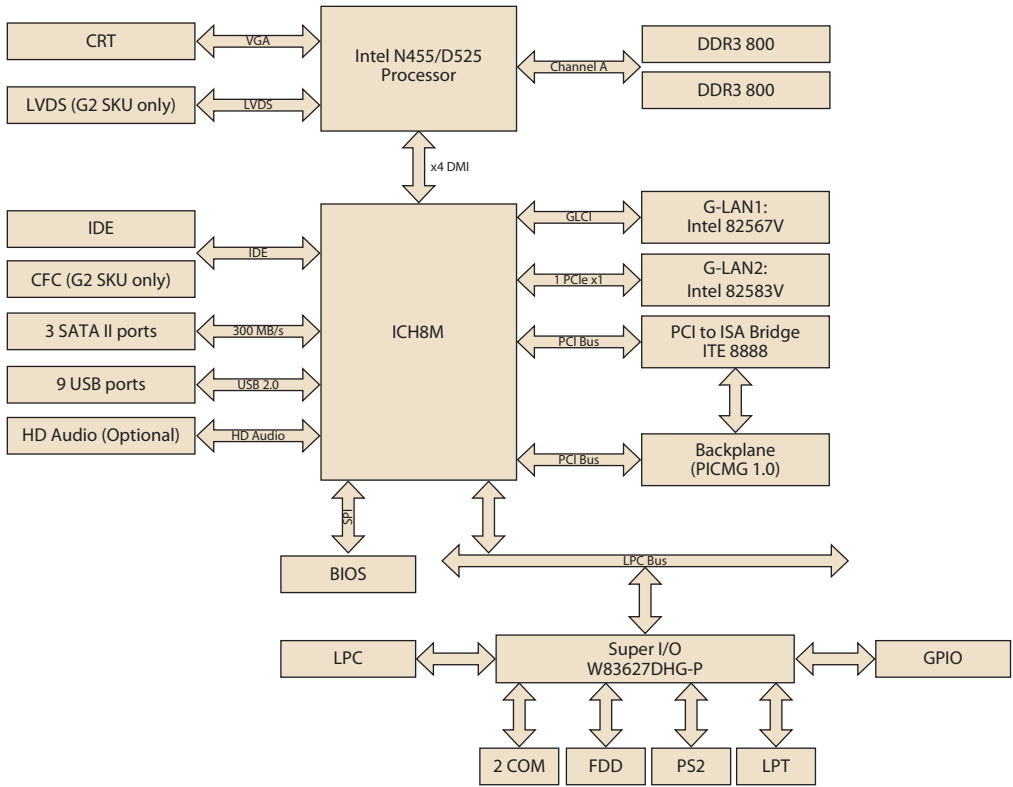 CRT
VGA
Intel N455/D525
Processor
Channel A
DDR3 800
DDR3 800
LVDS (G2 SKU only)
LVDS
x4 DMI
IDE
IDE
CFC (G2 SKU only)
3 SATA II ports
300 MB/s
9 USB ports
USB 2.0
HD Audio (Optional)
HD Audio
ICH8M
GLCI
G-LAN1:
Intel 82567V
1 PCIe x1
G-LAN2:
Intel 82583V
PCI Bus
PCI to ISA Bridge
ITE 8888
PCI Bus
Backplane
(PICMG 1.0)
SPI
BIOS
LPC Bus
LPC
Super I/O
W83627DHG-P
GPIO
2 COM
FDD
PS2
LPT